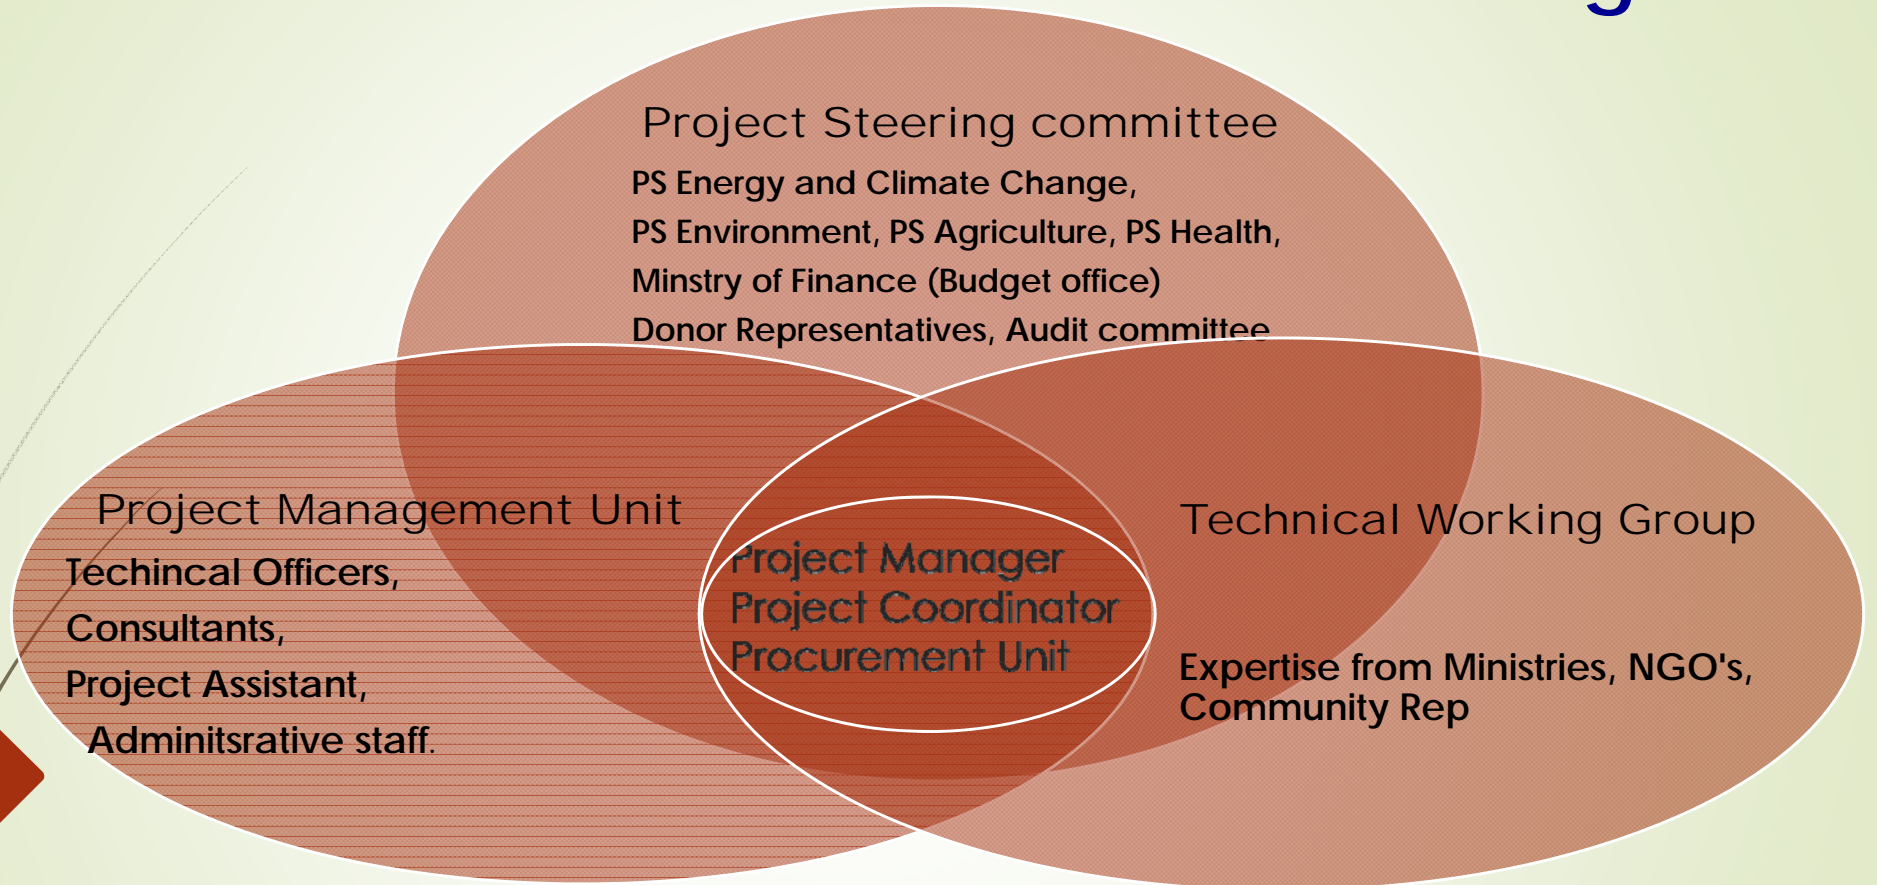 Project Steering committee
PS Energy and Climate Change,
PS Environment, PS Agriculture, PS Health,
Minstry of Finance (Budget office)
Donor Representatives, Audit committee
Project Management Unit
Techincal Officers,
Consultants,
Project Assistant,
Adminitsrative staff.
Project Manager
Project Coordinator
Procurement Unit
Technical Working Group
Expertise from Ministries, NGO's,
Community Rep